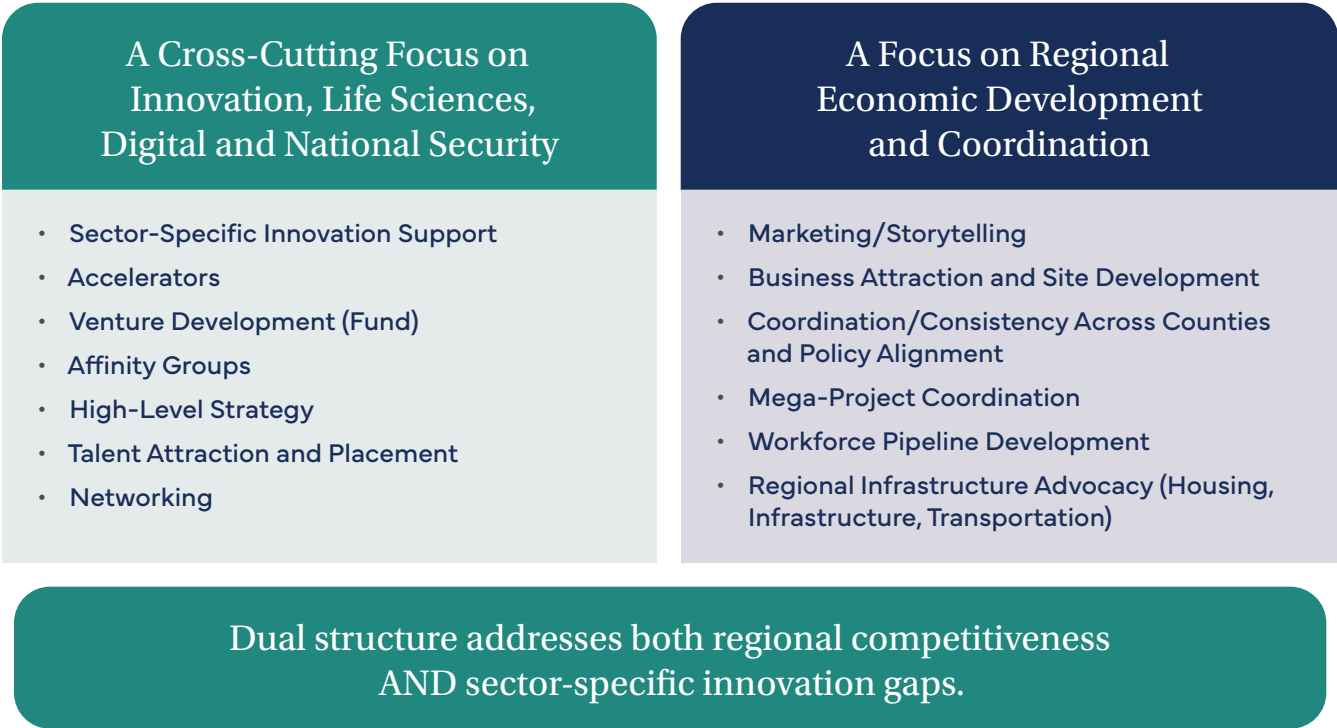 A Cross-Cutting Focus on
Innovation, Life Sciences,
Digital and National Security
• Sector-Specific Innovation Support
• Accelerators
• Venture Development (Fund)
• Affinity Groups
• High-Level Strategy
• Talent Attraction and Placement
• Networking
A Focus on Regional
Economic Development
and Coordination
• Marketing/Storytelling
• Business Attraction and Site Development
• Coordination/Consistency Across Counties
and Policy Alignment
• Mega-Project Coordination
• Workforce Pipeline Development
• Regional Infrastructure Advocacy (Housing,
Infrastructure, Transportation)
Dual structure addresses both regional competitiveness
AND sector-specific innovation gaps.